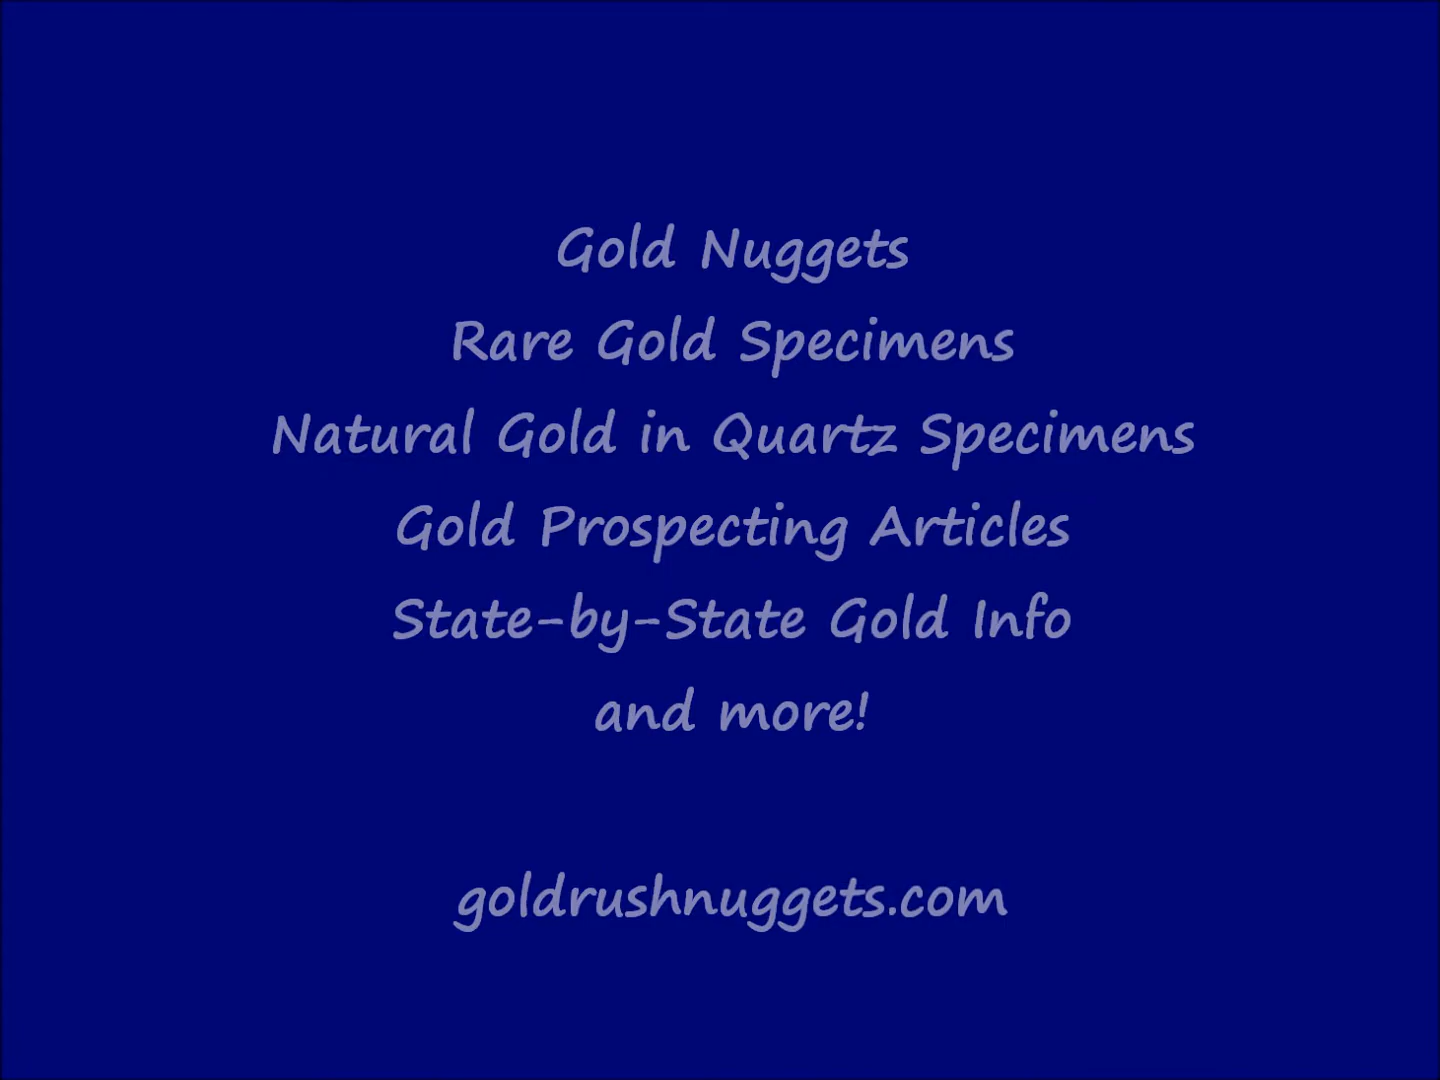 Gold Nuggets
Rare Gold Specimens
Natural Gold in Quartz Specimens
Gold Prospecting Articles
State-by-State Gold Info
and more!
goldrushnuggets.com